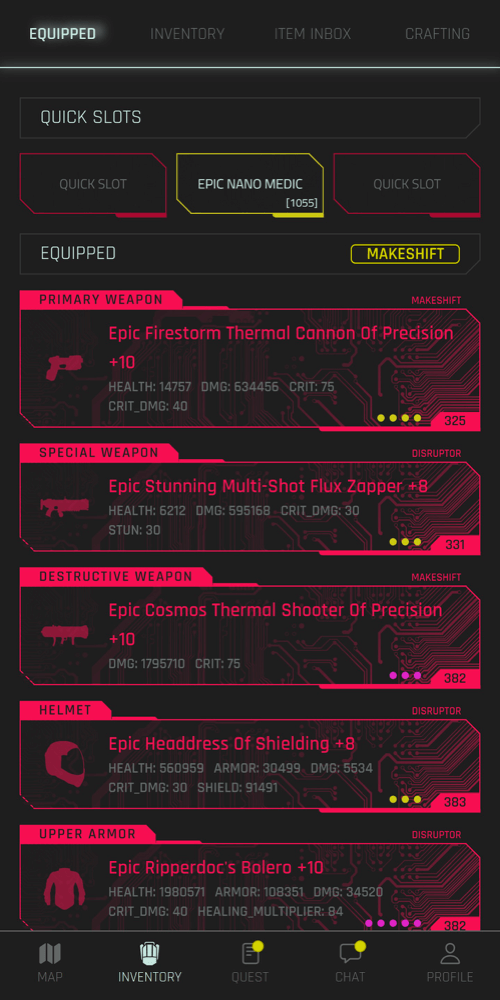 EQUIPPED INVENTORY ITEM INBOX CRAFTING
QUICK SLOTS
QUICK SLOT EPIC NANO MEDIC QUICK SLOT
[1055]
EQUIPPED MAKESHIFT
PRIMARY WEAPON MAKESHIFT
Epic Firestorm Thermal Cannon Of Precision
+10
HEALTH: 14757 DMG: 634456 CRIT: 75
CRIT_DMG: 40
325
SPECIAL WEAPON DISRUPTOR
Epic Stunning Multi-Shot Flux Zapper +8
HEALTH: 6212 DMG: 595168 CRIT_DMG: 30
STUN: 30
331
DESTRUCTIVE WEAPON MAKESHIFT
Epic Cosmos Thermal Shooter Of Precision
+10
DMG: 1795710 CRIT: 75
382
HELMET DISRUPTOR
Epic Headdress Of Shielding +8
HEALTH: 560959 ARMOR: 30499 DMG: 5534
CRIT_DMG: 30 SHIELD: 91491
383
UPPER ARMOR DISRUPTOR
Epic Ripperdoc's Bolero +10
HEALTH: 1980571 ARMOR: 108351 DMG: 34520
CRIT_DMG: 40 HEALING_MULTIPLIER: 84
382
MAP INVENTORY QUEST CHAT PROFILE